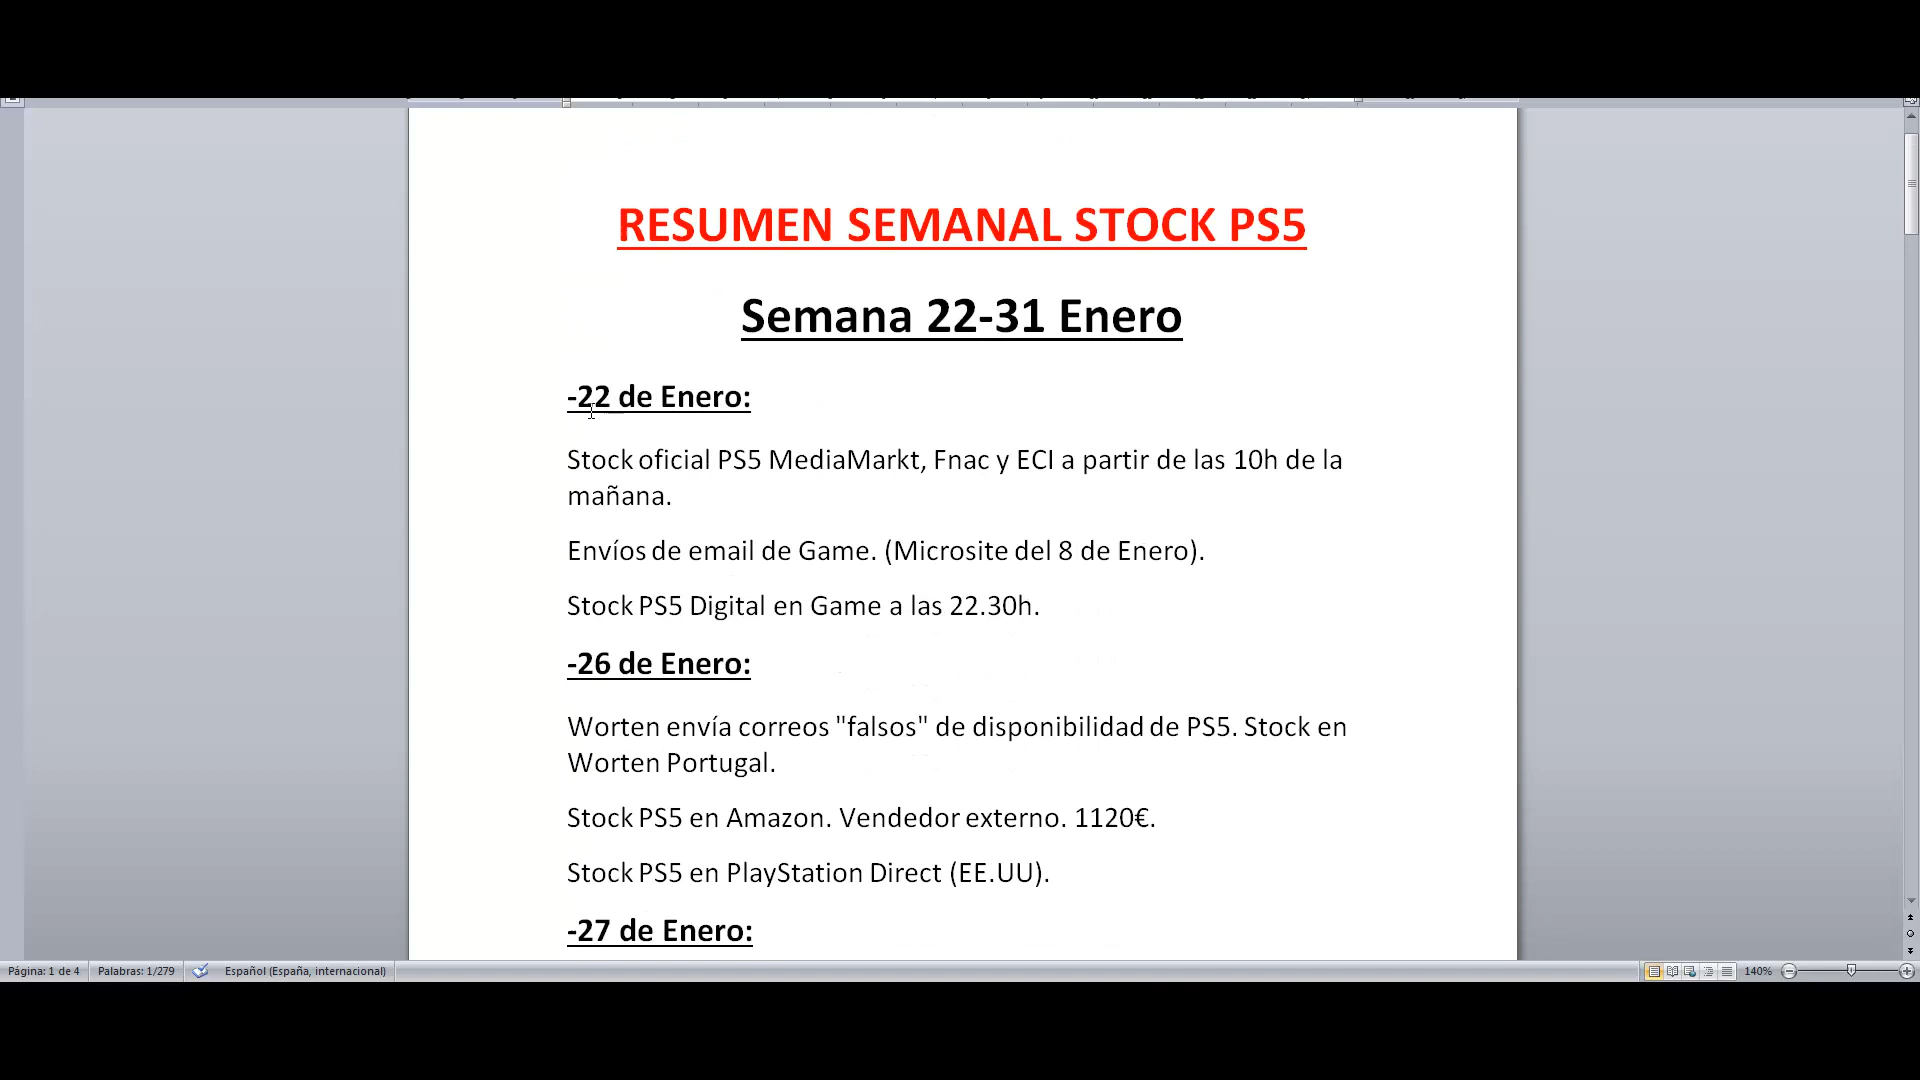 RESUMEN SEMANAL STOCK PS5
Semana 22-31 Enero
-22 de Enero:
Stock oficial PS5 MediaMarkt, Fnac y ECI a partir de las 10h de la
mañana.
Envíos de email de Game. (Microsite del 8 de Enero).
Stock PS5 Digital en Game a las 22.30h.
-26 de Enero:
Worten envía correos "falsos" de disponibilidad de PS5. Stock en
Worten Portugal.
Stock PS5 en Amazon. Vendedor externo. 1120€.
Stock PS5 en PlayStation Direct (EE.UU).
-27 de Enero:
Página: 1 de 4 Palabras: 1/279 Español (España, internacional) 140%